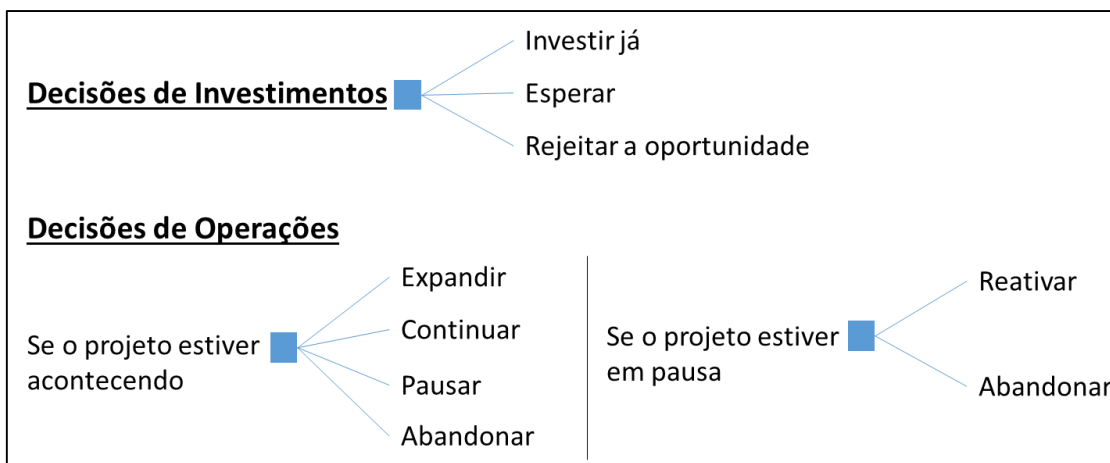 Decisões de Investimentos
Investir já
Esperar
Rejeitar a oportunidade
Decisões de Operações
Se o projeto estiver
acontecendo
Expandir
Continuar
Pausar
Abandonar
Se o projeto estiver
em pausa
Reativar
Abandonar